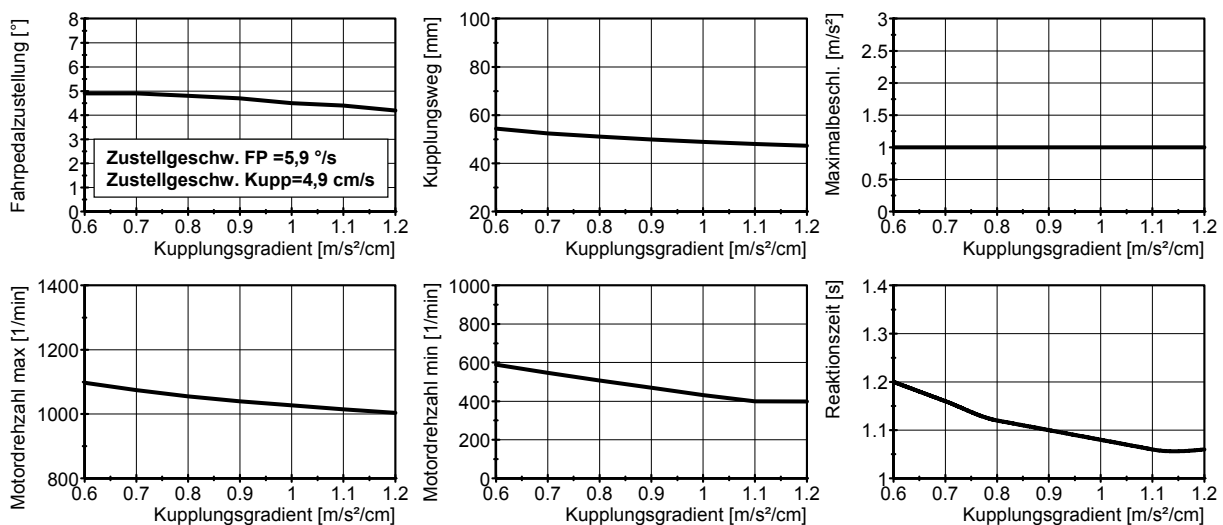 Fahrpedalzustellung [°]
8
7
6
5
4
3
2
1
0
Zustellgeschw. FP =5,9 °/s
Zustellgeschw. Kupp=4,9 cm/s
0.6 0.7 0.8 0.9 1 1.1 1.2
Kupplungsgradient [m/s²/cm]
Kupplungsweg [mm]
100
80
60
40
20
0.6 0.7 0.8 0.9 1 1.1 1.2
Kupplungsgradient [m/s²/cm]
Maximalbeschl. [m/s²]
3
2.5
2
1.5
1
0.5
0
0.6 0.7 0.8 0.9 1 1.1 1.2
Kupplungsgradient [m/s²/cm]
Motordrehzahl max [1/min]
1400
1200
1000
800
0.6 0.7 0.8 0.9 1 1.1 1.2
Kupplungsgradient [m/s²/cm]
Motordrehzahl min [1/min]
1000
800
600
400
200
0
0.6 0.7 0.8 0.9 1 1.1 1.2
Kupplungsgradient [m/s²/cm]
Reaktionszeit [s]
1.4
1.3
1.2
1.1
1
0.6 0.7 0.8 0.9 1 1.1 1.2
Kupplungsgradient [m/s²/cm]